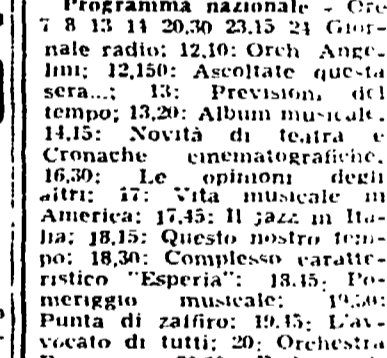 Programma nazionale - Ore
7 8 13 14 20,30 23.15 24 Gior-
nale radio; 12,10: Orch Ange-
lini; 12,150: Ascoltate questa
sera...; 13: Previsioni del
tempo; 13,20: Album musicale.
14.15: Novità di teatro e
Cronache cinematografiche.
16,30: Le opinioni degli
altri; 17: Vita musicale in
America; 17.45: Il jazz in Ita-
lia; 18,15: Questo nostro tem-
po; 18,30: Complesso caratte-
ristico "Esperia"; 18.45: Po-
meriggio musicale; 19,30:
Punta di zaffiro; 19.45: L'av-
vocato di tutti; 20: Orchestra